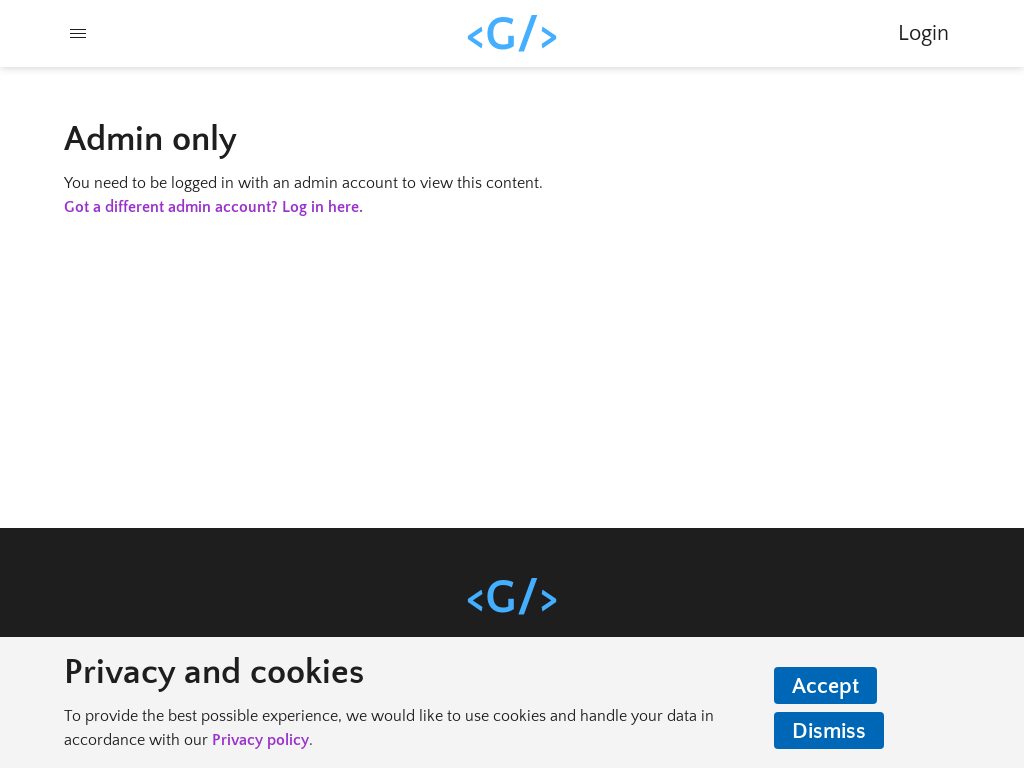 <G/>
Login
Admin only
You need to be logged in with an admin account to view this content.
Got a different admin account? Log in here.
<G/>
Privacy and cookies
To provide the best possible experience, we would like to use cookies and handle your data in
accordance with our Privacy policy.
Accept
Dismiss